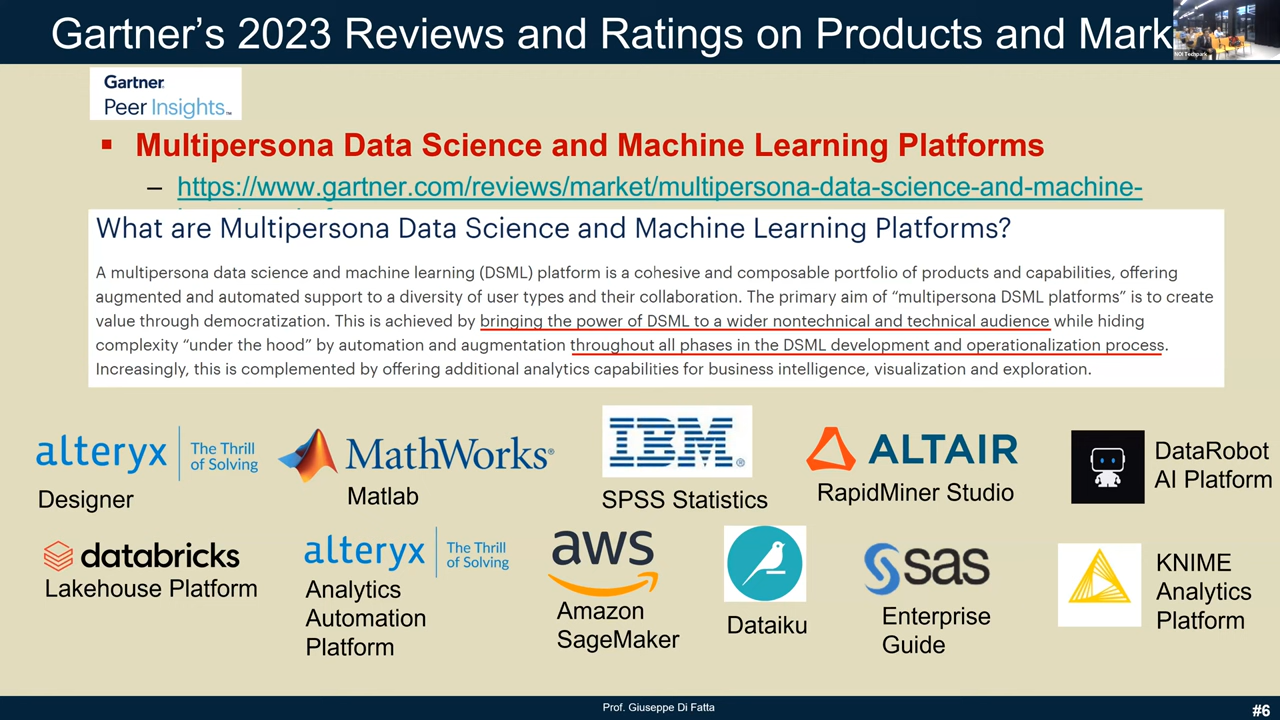 Gartner's 2023 Reviews and Ratings on Products and Mark
NOI Techpark
Gartner
Peer Insights™
▪ Multipersona Data Science and Machine Learning Platforms
– https://www.gartner.com/reviews/market/multipersona-data-science-and-machine-
What are Multipersona Data Science and Machine Learning Platforms?
A multipersona data science and machine learning (DSML) platform is a cohesive and composable portfolio of products and capabilities, offering
augmented and automated support to a diversity of user types and their collaboration. The primary aim of “multipersona DSML platforms” is to create
value through democratization. This is achieved by bringing the power of DSML to a wider nontechnical and technical audience while hiding
complexity “under the hood” by automation and augmentation throughout all phases in the DSML development and operationalization process.
Increasingly, this is complemented by offering additional analytics capabilities for business intelligence, visualization and exploration.
alteryx
The Thrill
of Solving
Designer
MathWorks®
Matlab
IBM®
SPSS Statistics
ALTAIR
RapidMiner Studio
DataRobot
AI Platform
databricks
Lakehouse Platform
alteryx
The Thrill
of Solving
Analytics
Automation
Platform
aws
Amazon
SageMaker
Dataiku
sas
Enterprise
Guide
KNIME
Analytics
Platform
Prof. Giuseppe Di Fatta
#6